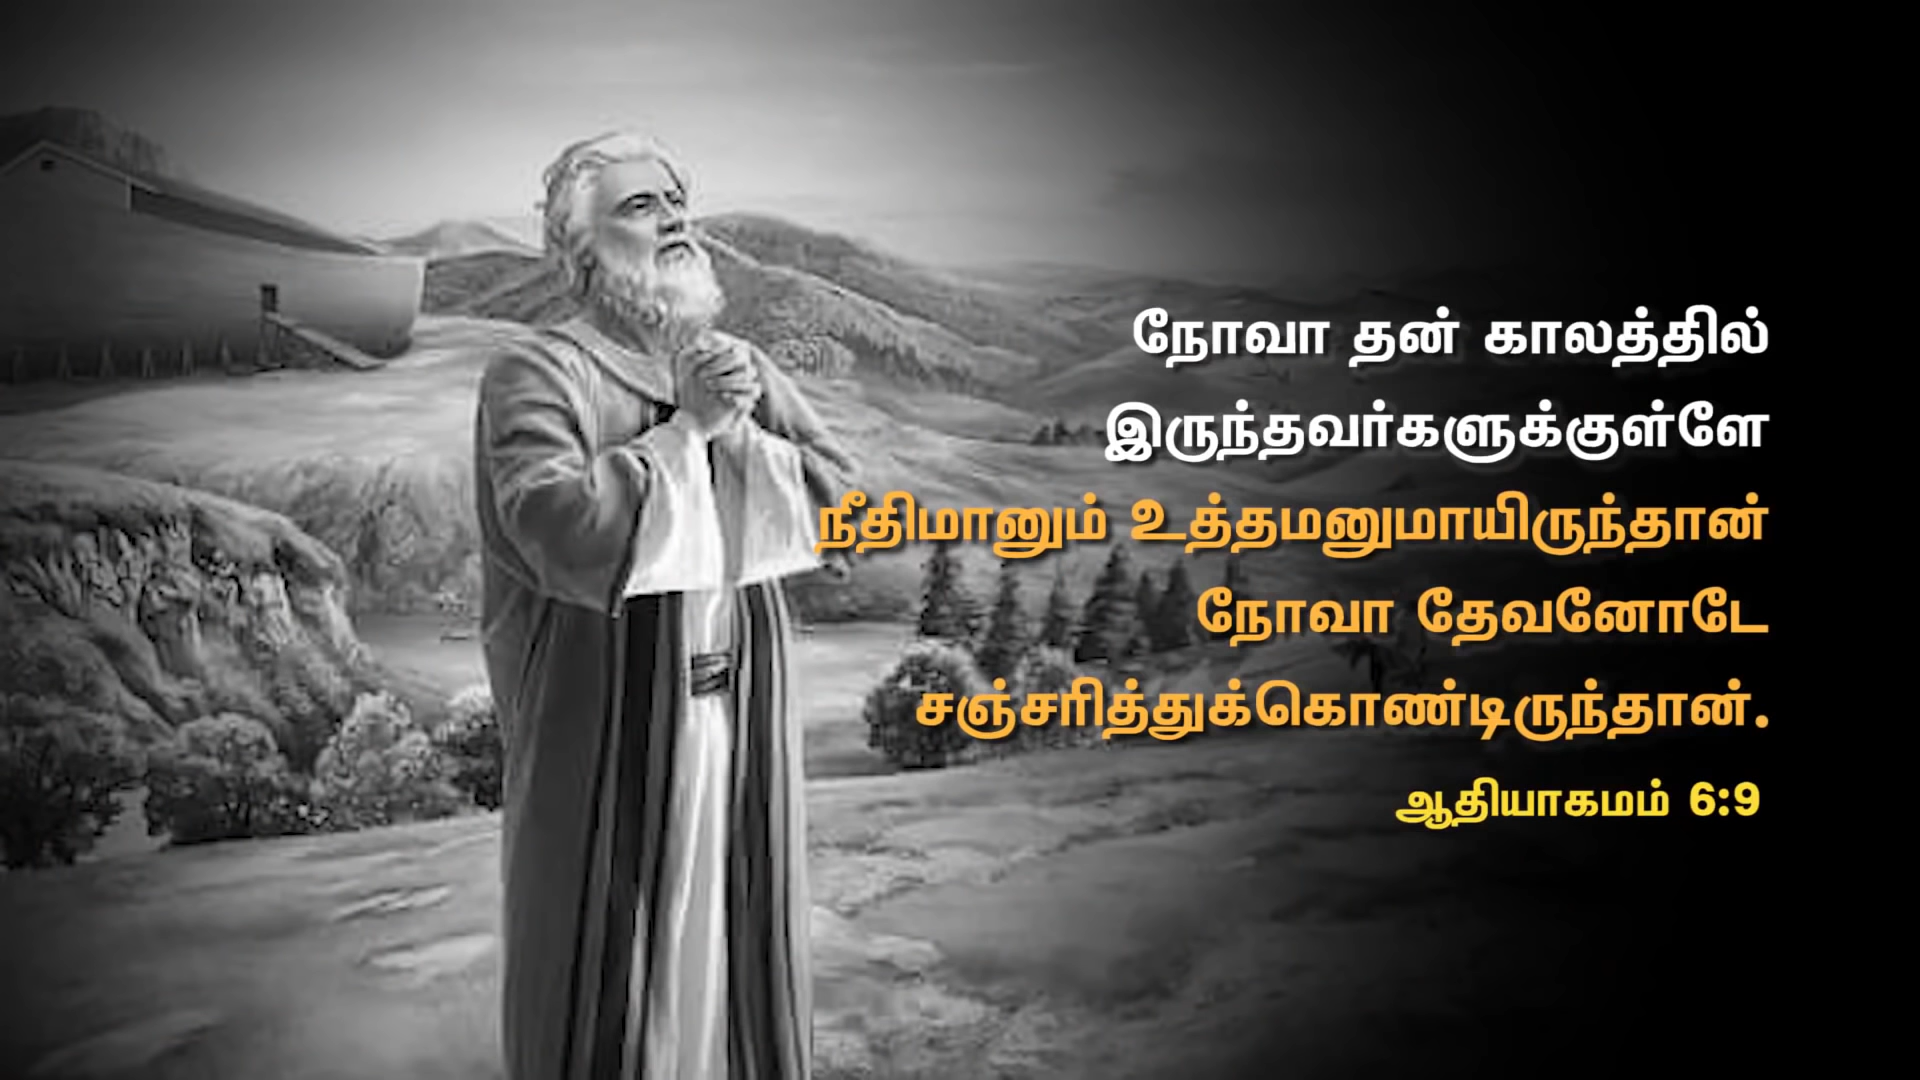 நோவா தன் காலத்தில்
இருந்தவர்களுக்குள்ளே
நீதிமானும் உத்தமனுமாயிருந்தான்
நோவா தேவனோடே
சஞ்சரித்துக்கொண்டிருந்தான்.
ஆதியாகமம் 6:9